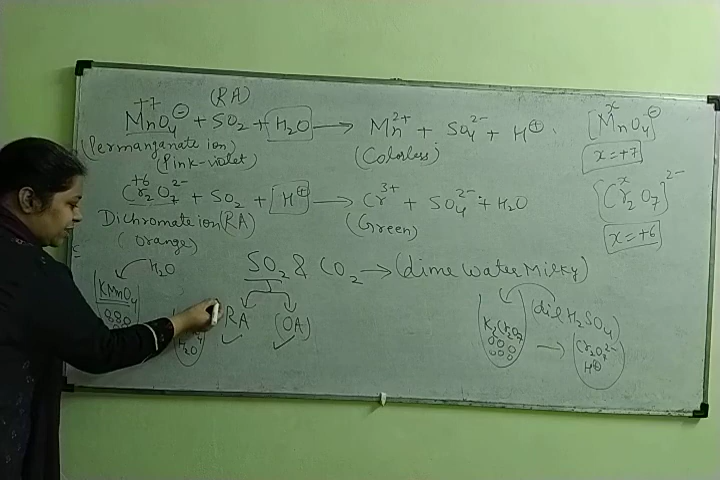 (RA)
+7
MnO₄⊖ + SO₂ + H₂O → Mn²⁺ + SO₄²⁻ + H⊕
(Permanganate ion)
(Pink-violet)
(Colorless)
+6
Cr₂O₇²⁻ + SO₂ + H⊕ → Cr³⁺ + SO₄²⁻ + H₂O
Dichromate ion (RA)
(Orange)
(Green)
x
[MnO₄]⊖
x = +7
x
[Cr₂O₇]²⁻
x = +6
SO₂ & CO₂ → (dime water Milky)
RA
(OA)
H₂O
KMnO₄
H₂O
K₂Cr₂O₇
(dil H₂SO₄)
Cr₂O₇²⁻
H⊕